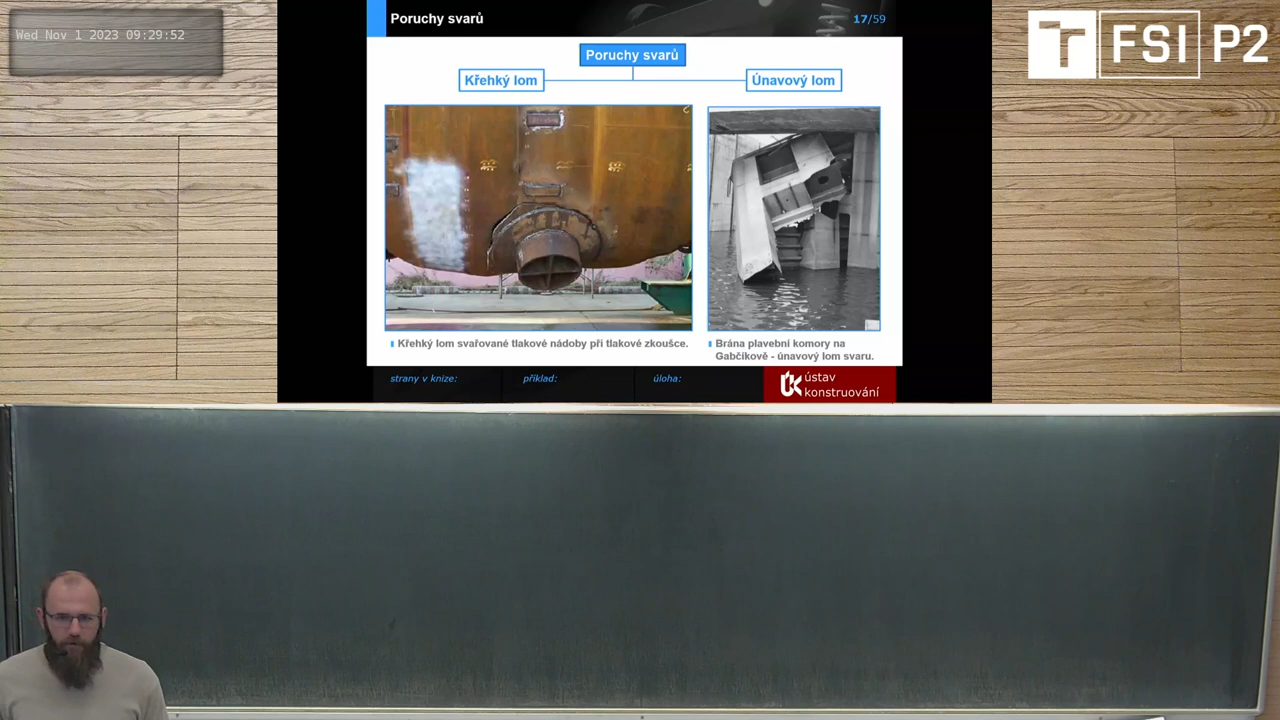 Wed Nov 1 2023 09:29:52
FSI P2
Poruchy svarů
17/59
Poruchy svarů
Křehký lom
Únavový lom
Křehký lom svařované tlakové nádoby při tlakové zkoušce.
Brána plavební komory na
Gabčíkově - únavový lom svaru.
strany v knize:
příklad:
úloha:
ústav
konstruování